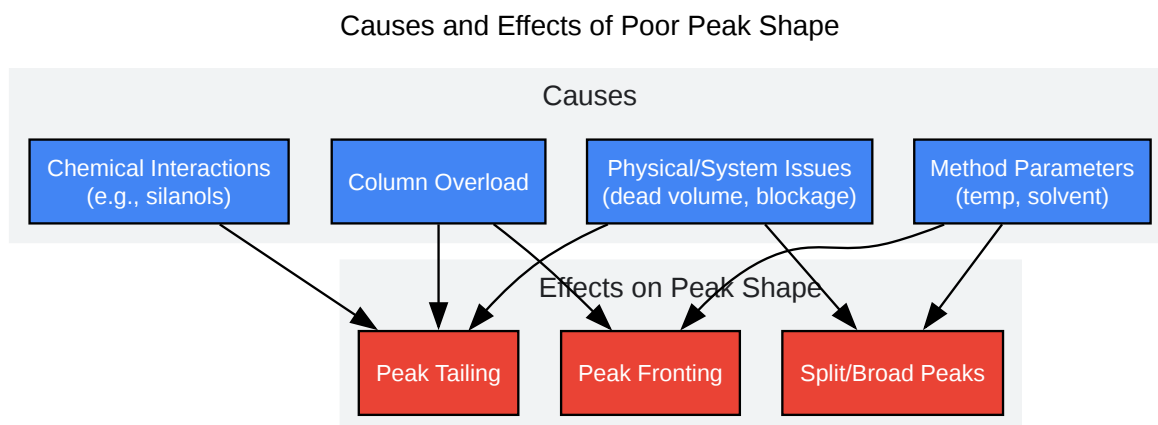 Causes and Effects of Poor Peak Shape
Causes
Chemical Interactions
(e.g., silanols)
Column Overload
Physical/System Issues
(dead volume, blockage)
Method Parameters
(temp, solvent)
Effects on Peak Shape
Peak Tailing
Peak Fronting
Split/Broad Peaks